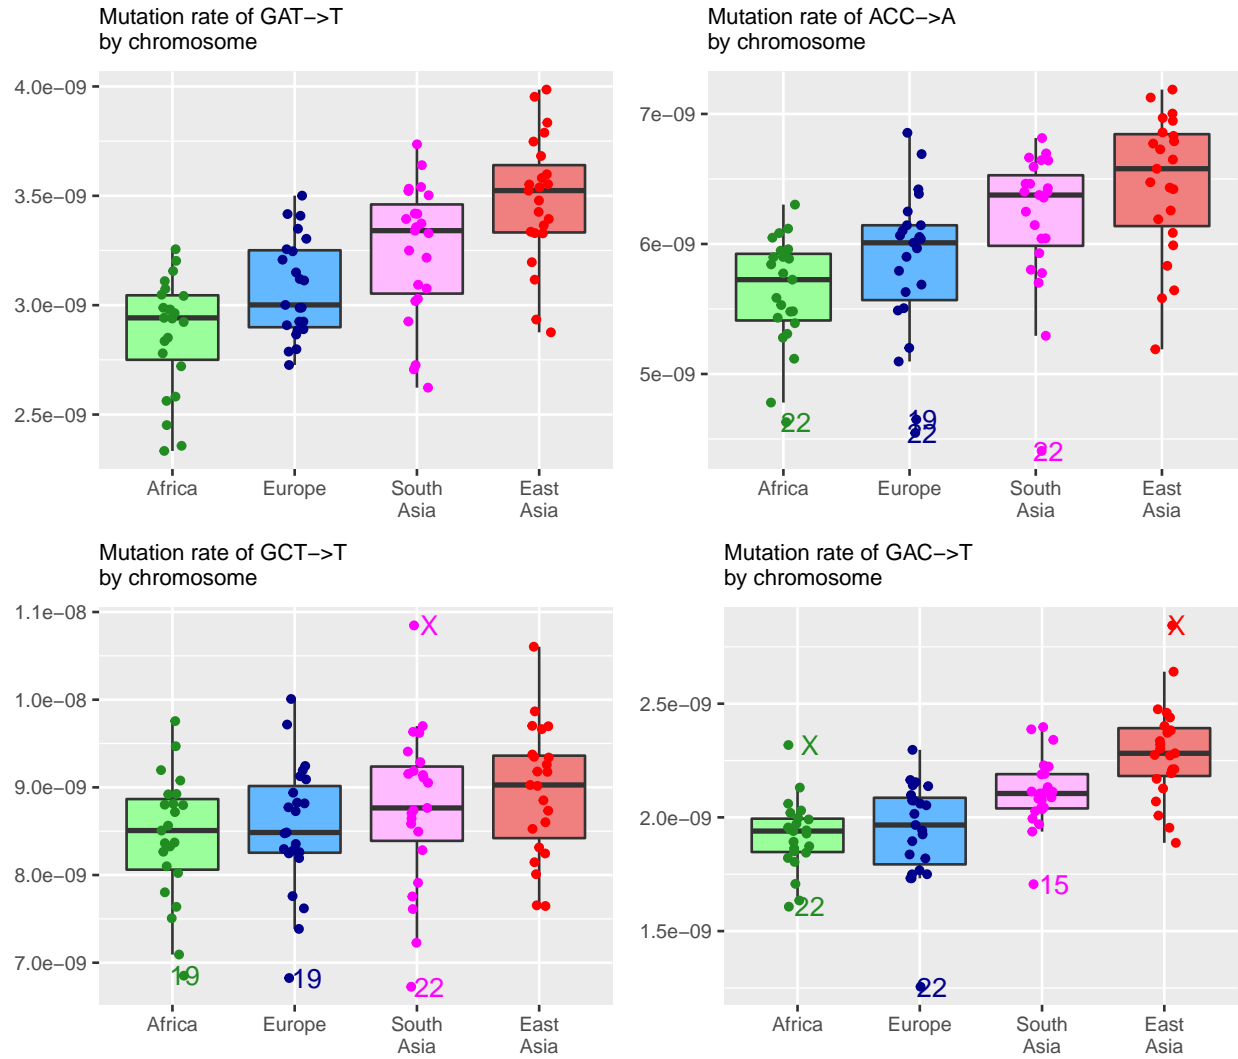 Mutation rate of GAT−>T
by chromosome
4.0e−09
3.5e−09
3.0e−09
2.5e−09
Africa
Europe
South
Asia
East
Asia
Mutation rate of ACC−>A
by chromosome
7e−09
6e−09
5e−09
22
19
22
22
Africa
Europe
South
Asia
East
Asia
Mutation rate of GCT−>T
by chromosome
1.1e−08
1.0e−08
9.0e−09
8.0e−09
7.0e−09
X
19
19
22
Africa
Europe
South
Asia
East
Asia
Mutation rate of GAC−>T
by chromosome
2.5e−09
2.0e−09
1.5e−09
X
X
22
15
22
Africa
Europe
South
Asia
East
Asia